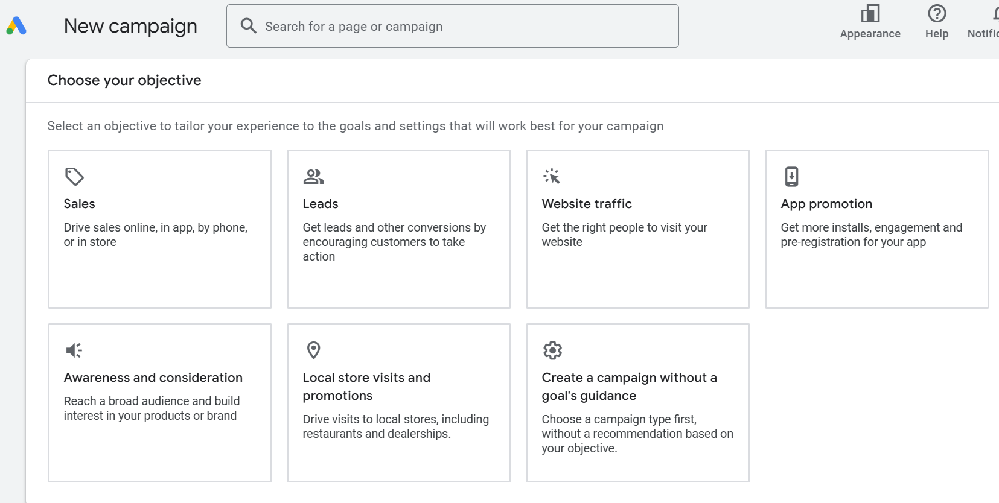 New campaign
Search for a page or campaign
Appearance
Help
Choose your objective
Select an objective to tailor your experience to the goals and settings that will work best for your campaign
Sales
Drive sales online, in app, by phone,
or in store
Leads
Get leads and other conversions by
encouraging customers to take
action
Website traffic
Get the right people to visit your
website
App promotion
Get more installs, engagement and
pre-registration for your app
Awareness and consideration
Reach a broad audience and build
interest in your products or brand
Local store visits and
promotions
Drive visits to local stores, including
restaurants and dealerships.
Create a campaign without a
goal's guidance
Choose a campaign type first,
without a recommendation based on
your objective.